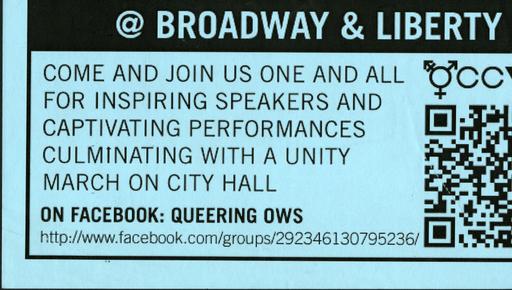 @ BROADWAY & LIBERTY
COME AND JOIN US ONE AND ALL
FOR INSPIRING SPEAKERS AND
CAPTIVATING PERFORMANCES
CULMINATING WITH A UNITY
MARCH ON CITY HALL
ON FACEBOOK: QUEERING OWS
http://www.facebook.com/groups/292346130795236/